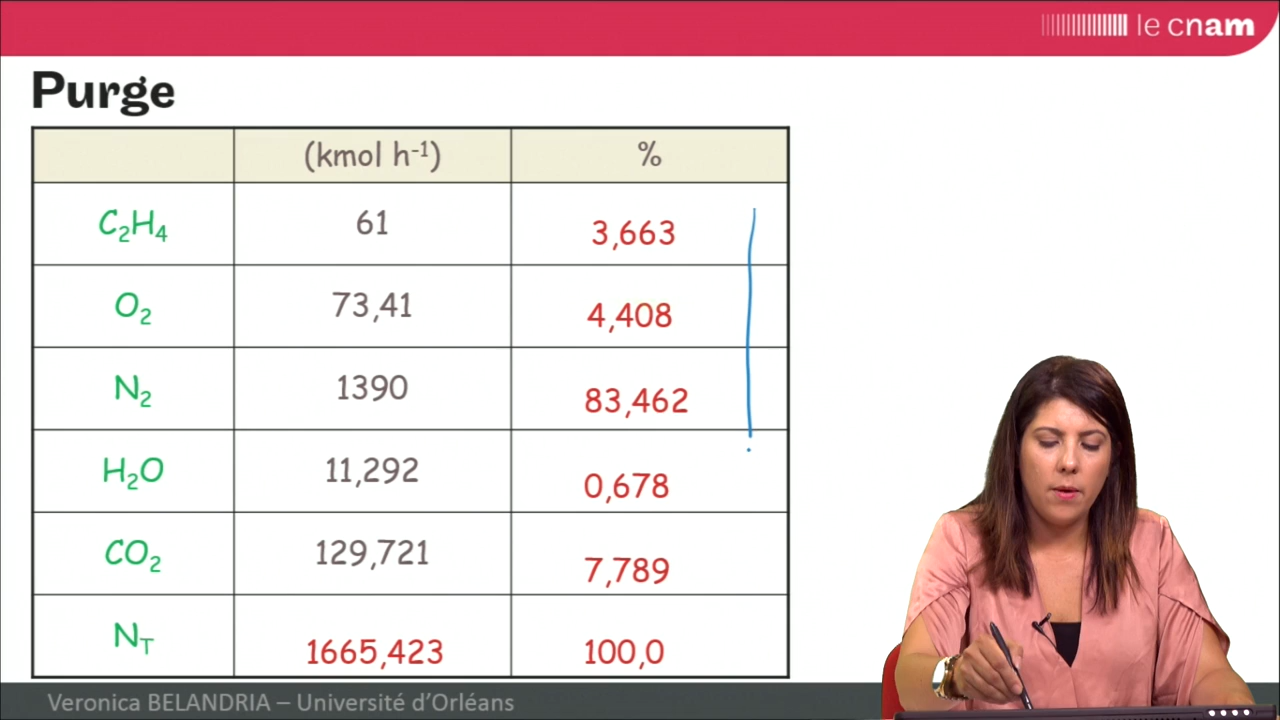 le cnam
Purge
(kmol h⁻¹) %
C₂H₄ 61 3,663
O₂ 73,41 4,408
N₂ 1390 83,462
H₂O 11,292 0,678
CO₂ 129,721 7,789
N_T 1665,423 100,0
Veronica BELANDRIA – Université d'Orléans